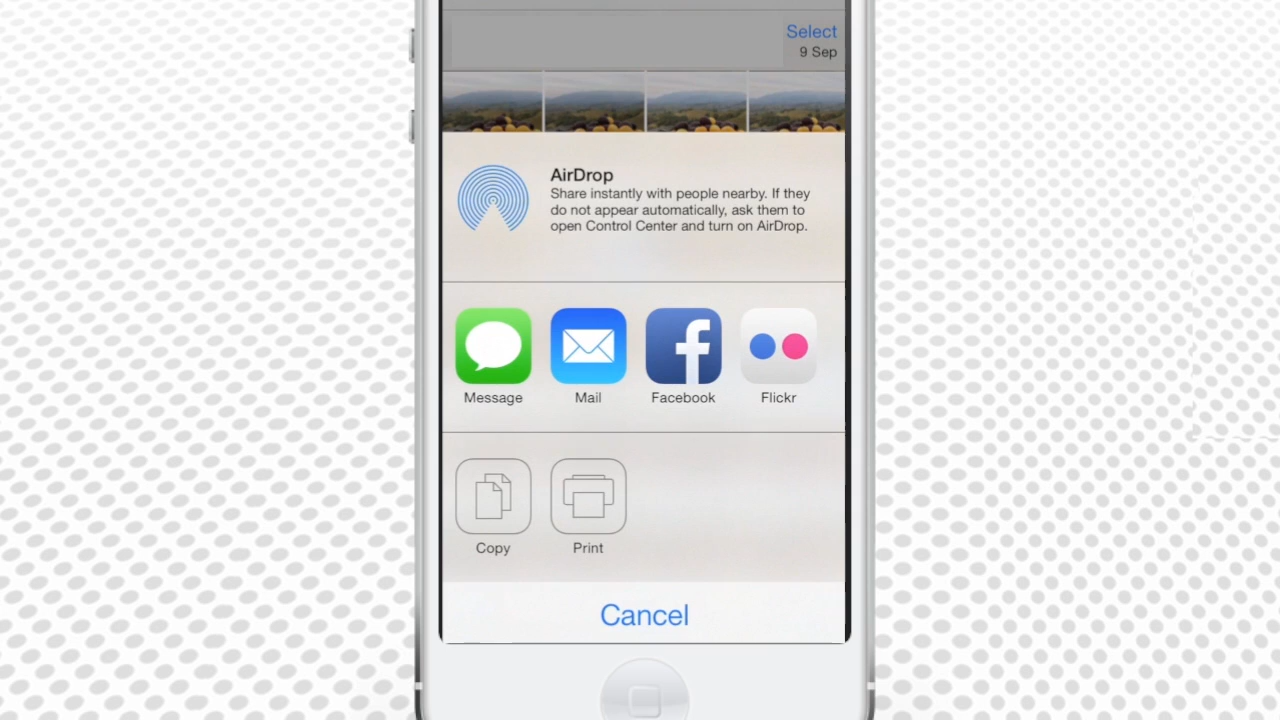 Select
9 Sep
AirDrop
Share instantly with people nearby. If they
do not appear automatically, ask them to
open Control Center and turn on AirDrop.
Message Mail Facebook Flickr
Copy Print
Cancel